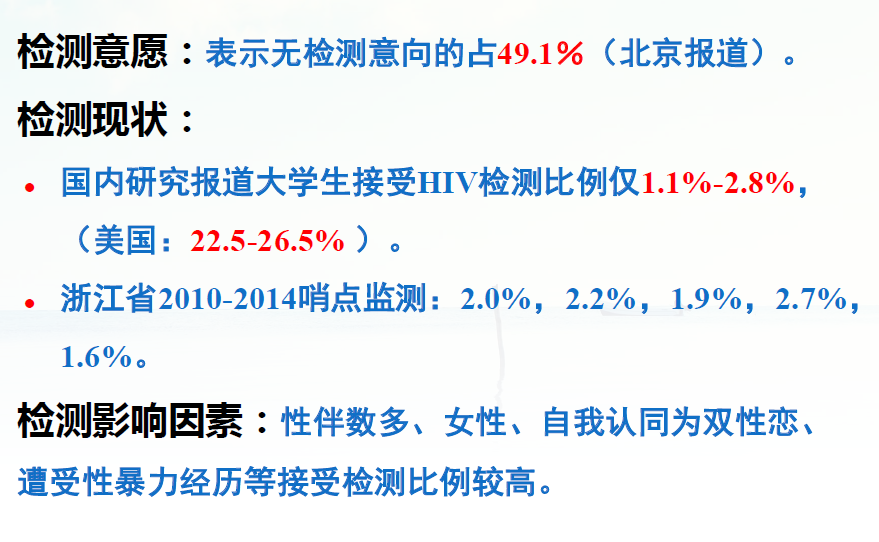 检测意愿：表示无检测意向的占49.1%（北京报道）。
检测现状：
• 国内研究报道大学生接受HIV检测比例仅1.1%-2.8%，
（美国：22.5-26.5% ）。
• 浙江省2010-2014哨点监测：2.0%，2.2%，1.9%，2.7%，
1.6%。
检测影响因素：性伴数多、女性、自我认同为双性恋、
遭受性暴力经历等接受检测比例较高。